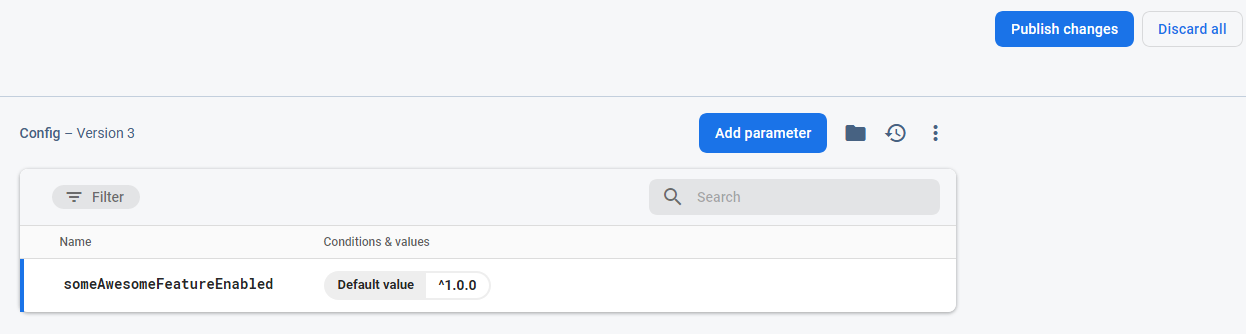 Publish changes Discard all
Config – Version 3 Add parameter
Filter Search
Name Conditions & values
someAwesomeFeatureEnabled Default value ^1.0.0